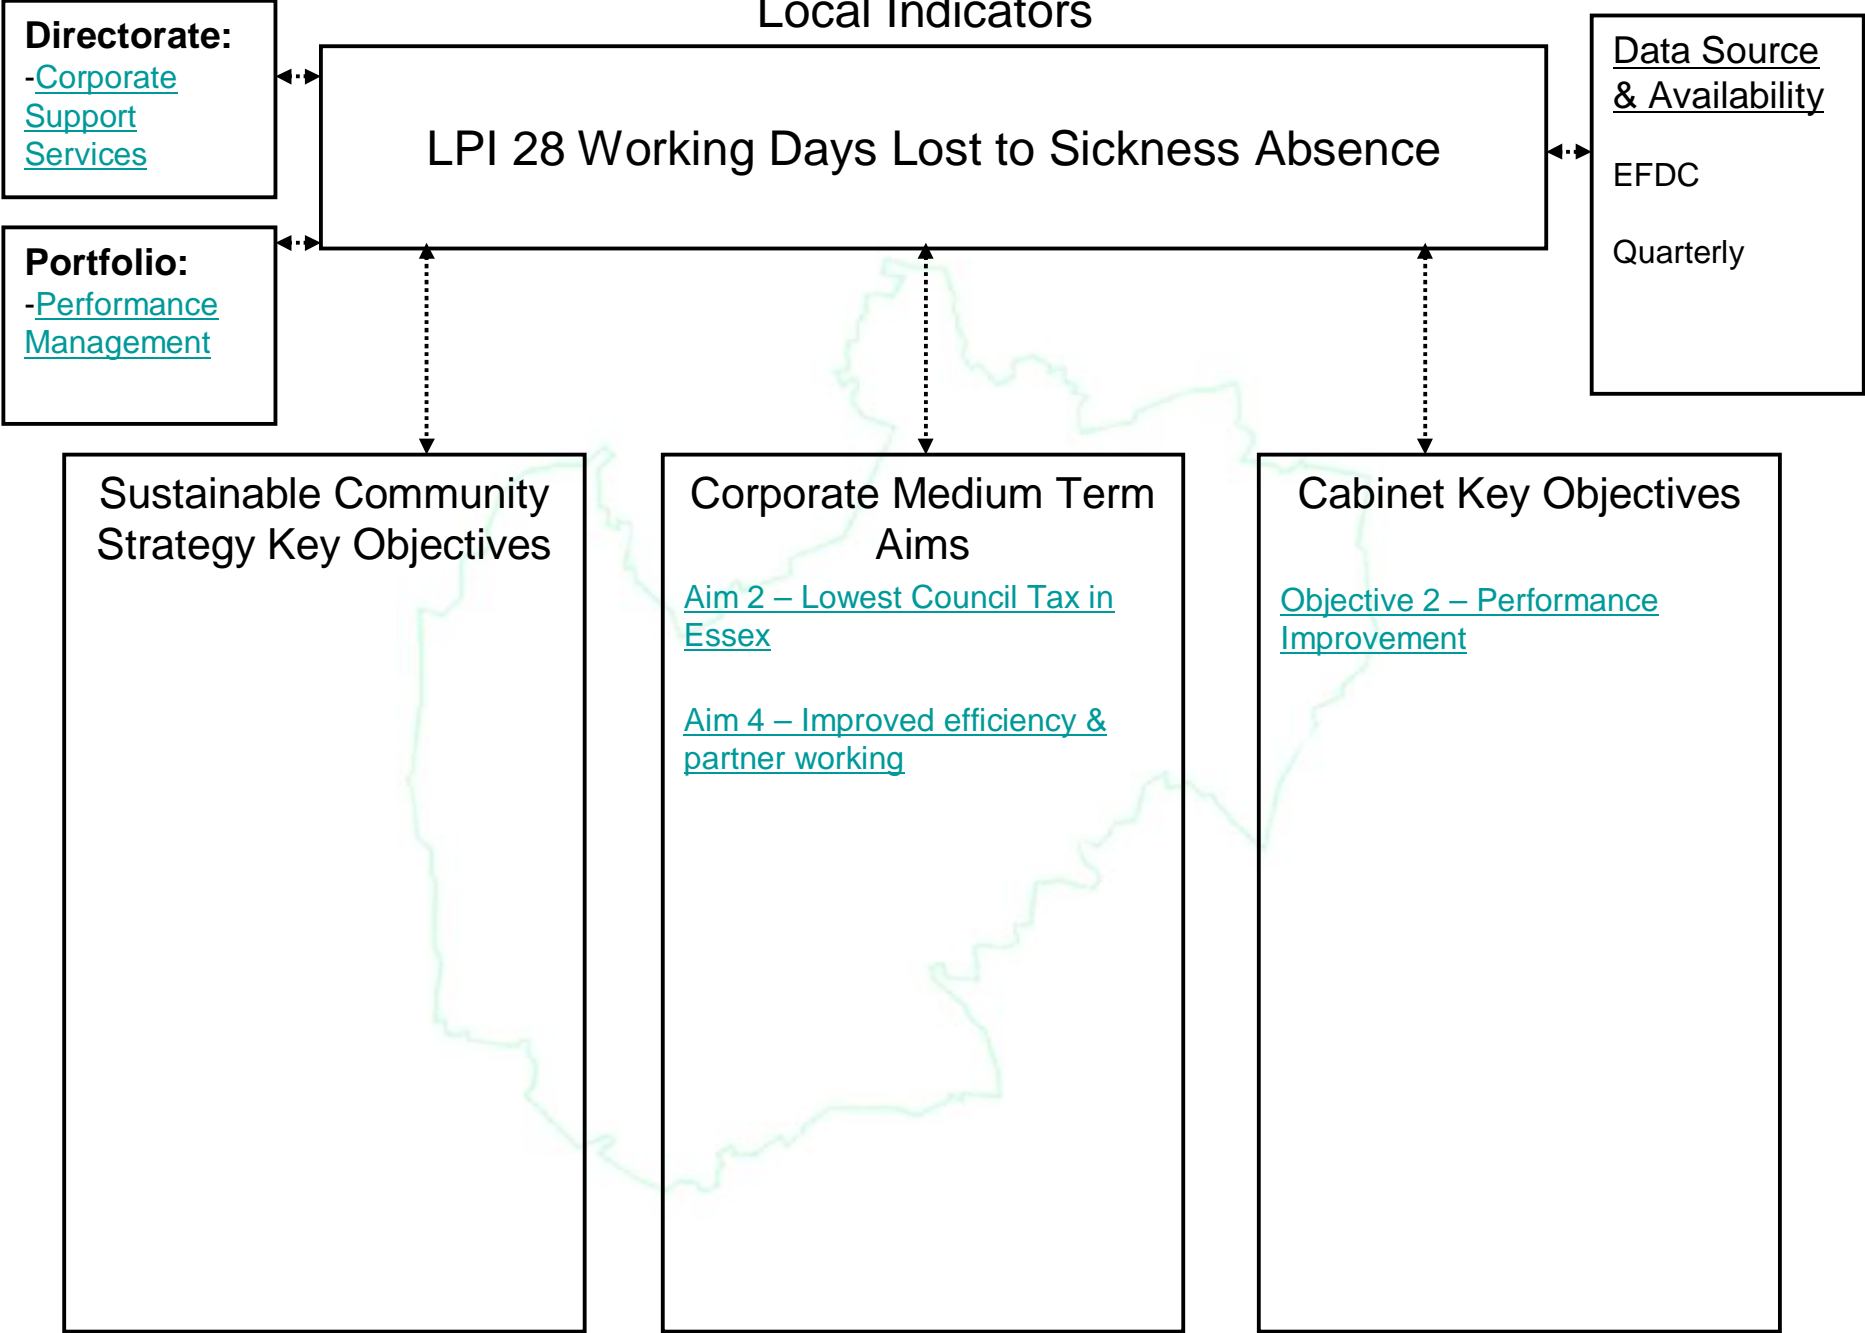 Local Indicators
Directorate:
-Corporate
Support
Services
LPI 28 Working Days Lost to Sickness Absence
Data Source
& Availability
EFDC
Quarterly
Portfolio:
-Performance
Management
Sustainable Community
Strategy Key Objectives
Corporate Medium Term
Aims
Aim 2 – Lowest Council Tax in
Essex
Aim 4 – Improved efficiency &
partner working
Cabinet Key Objectives
Objective 2 – Performance
Improvement